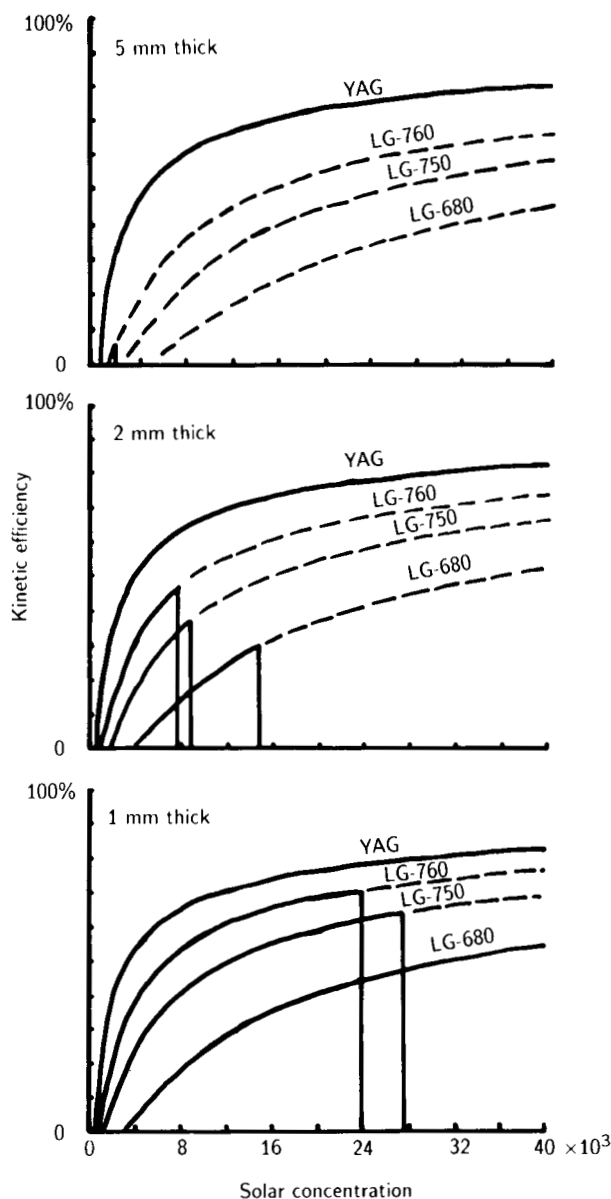 100%
5 mm thick
YAG
LG-760
LG-750
LG-680
0
100%
2 mm thick
YAG
LG-760
LG-750
LG-680
Kinetic efficiency
0
100%
1 mm thick
YAG
LG-760
LG-750
LG-680
0
0 8 16 24 32 40 ×10³
Solar concentration